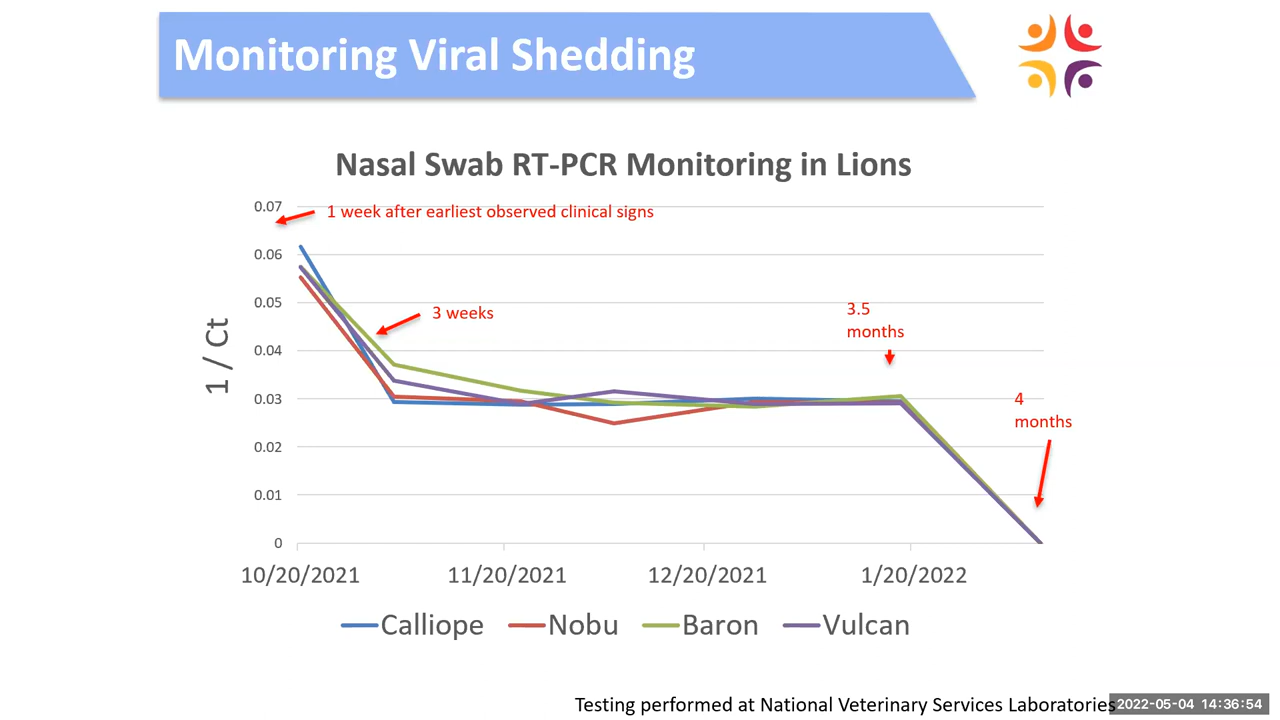 Monitoring Viral Shedding
Nasal Swab RT-PCR Monitoring in Lions
0.07
1 week after earliest observed clinical signs
0.06
0.05
3 weeks
3.5
months
0.04
1 / Ct
0.03
4
months
0.02
0.01
0
10/20/2021 11/20/2021 12/20/2021 1/20/2022
Calliope Nobu Baron Vulcan
Testing performed at National Veterinary Services Laboratories
2022-05-04 14:36:54